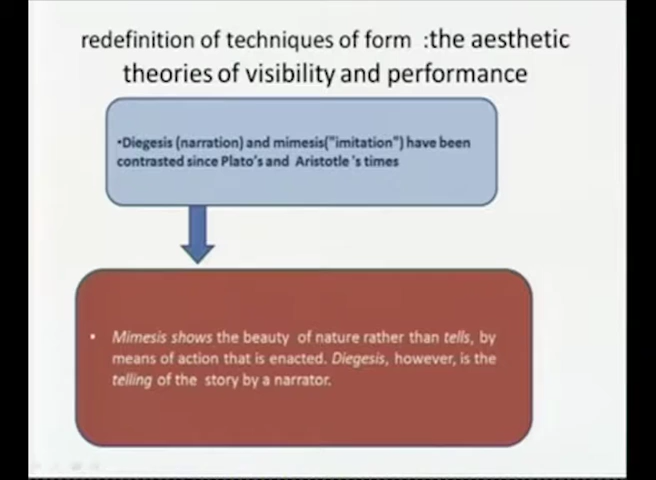 redefinition of techniques of form :the aesthetic
theories of visibility and performance
•Diegesis (narration) and mimesis("imitation") have been
contrasted since Plato's and Aristotle 's times
• Mimesis shows the beauty of nature rather than tells, by
means of action that is enacted. Diegesis, however, is the
telling of the story by a narrator.